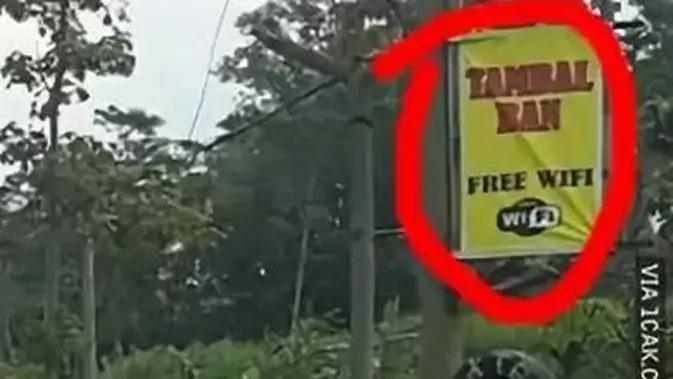 TAMBAL
BAN
FREE WIFI
WiFi
VIA 1CAK.C